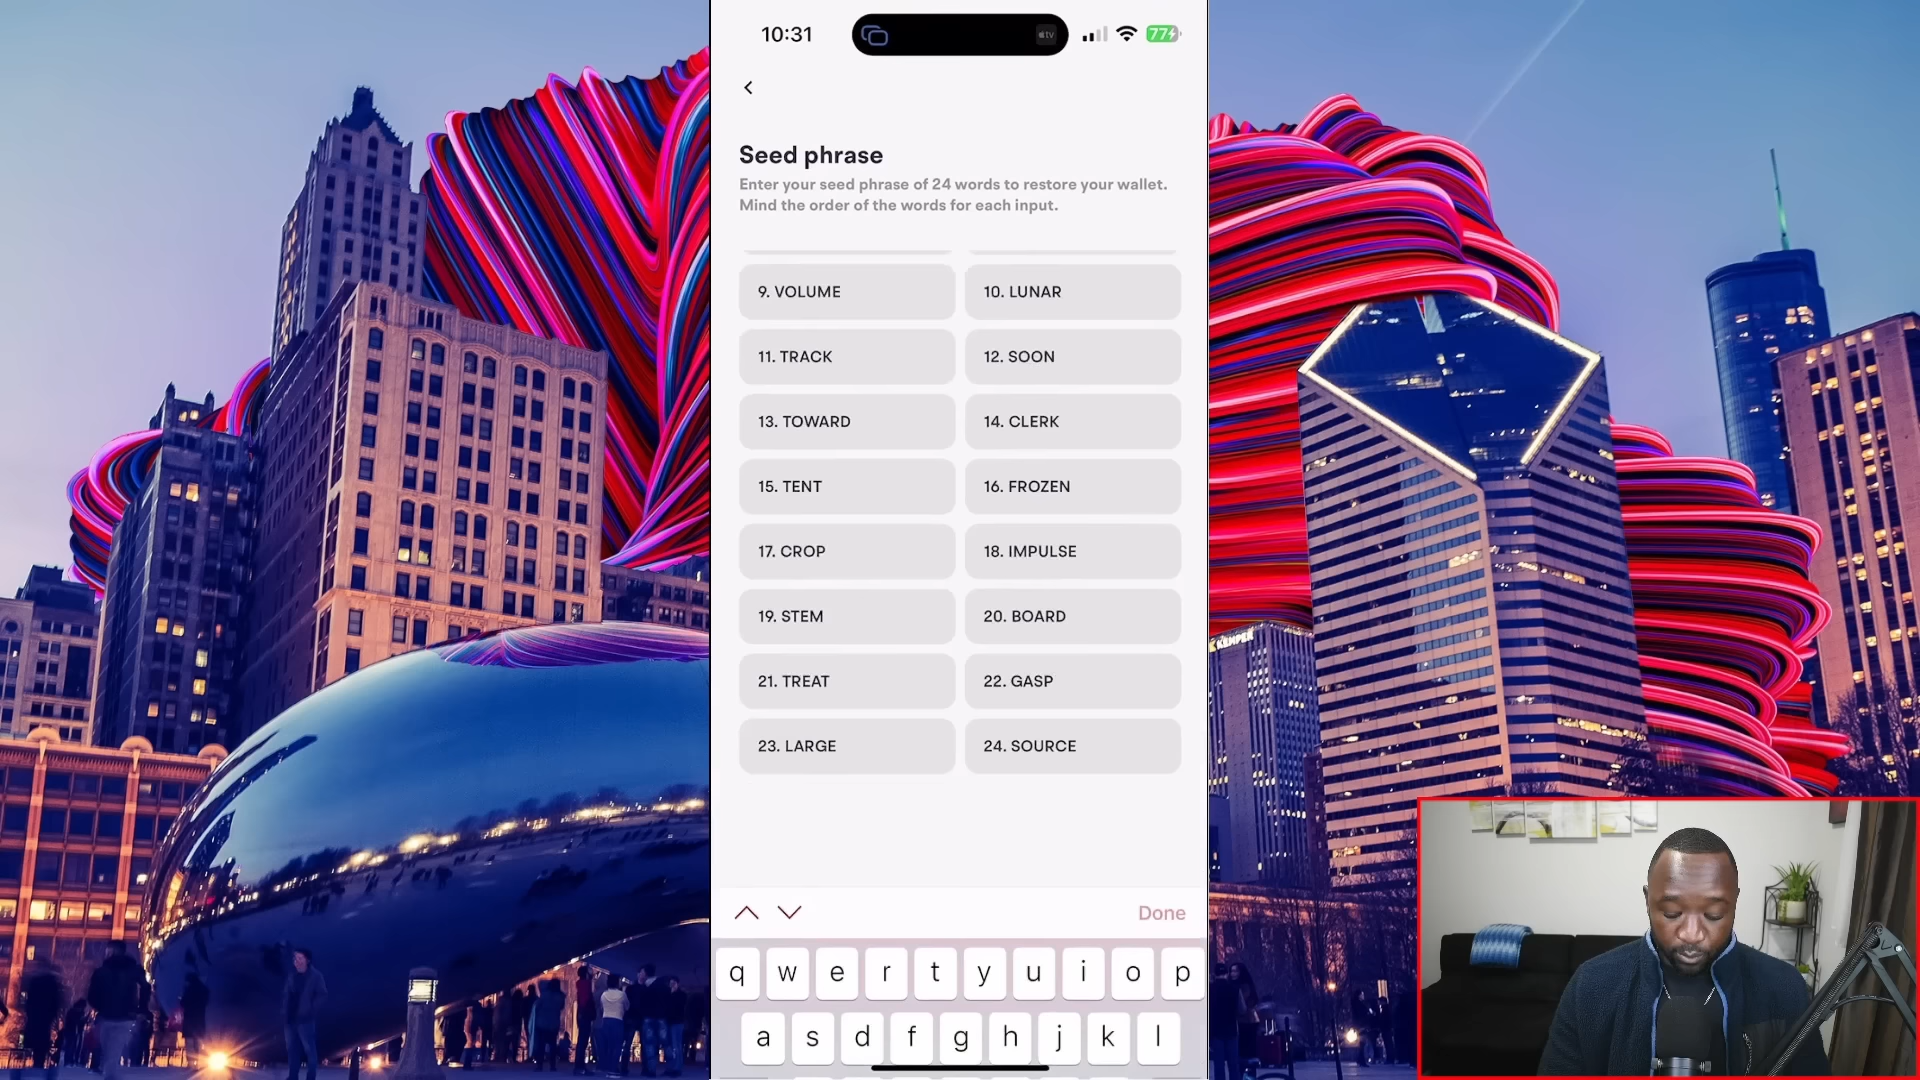 10:31
tv
77
Seed phrase
Enter your seed phrase of 24 words to restore your wallet.
Mind the order of the words for each input.
9. VOLUME
10. LUNAR
11. TRACK
12. SOON
13. TOWARD
14. CLERK
15. TENT
16. FROZEN
17. CROP
18. IMPULSE
19. STEM
20. BOARD
21. TREAT
22. GASP
23. LARGE
24. SOURCE
Done
q w e r t y u i o p
a s d f g h j k l
KEMPER